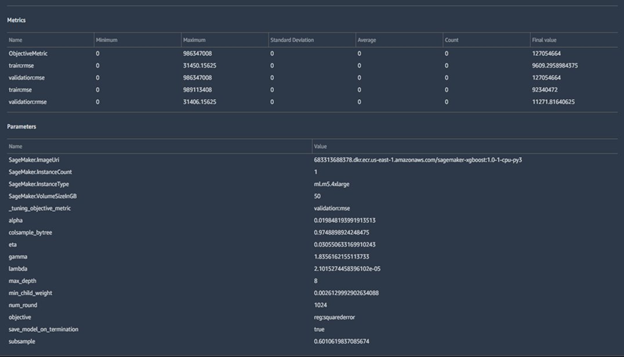 Metrics
Name Minimum Maximum Standard Deviation Average Count Final value
ObjectiveMetric 0 986347008 0 0 0 127054664
train:rmse 0 31450.15625 0 0 0 9609.2958984375
validation:mse 0 986347008 0 0 0 127054664
train:mse 0 989113408 0 0 0 92340472
validation:rmse 0 31406.15625 0 0 0 11271.81640625
Parameters
Name Value
SageMaker.ImageUri 683313688378.dkr.ecr.us-east-1.amazonaws.com/sagemaker-xgboost:1.0-1-cpu-py3
SageMaker.InstanceCount 1
SageMaker.InstanceType ml.m5.4xlarge
SageMaker.VolumeSizeInGB 50
_tuning_objective_metric validation:mse
alpha 0.019848193991913513
colsample_bytree 0.9748898924248475
eta 0.030550633169910243
gamma 1.8356162155113733
lambda 2.1015274458396102e-05
max_depth 8
min_child_weight 0.0026129992902634088
num_round 1024
objective reg:squarederror
save_model_on_termination true
subsample 0.6010619837085674